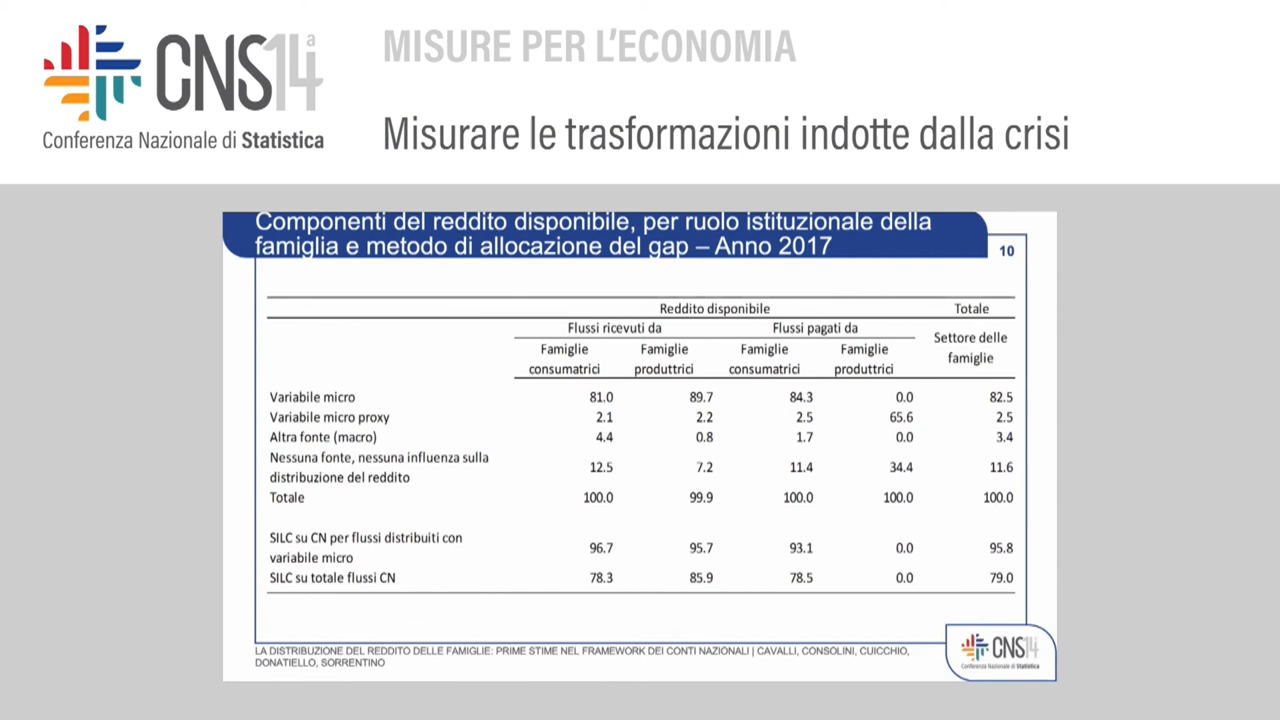 CNS14a
Conferenza Nazionale di Statistica
MISURE PER L'ECONOMIA
Misurare le trasformazioni indotte dalla crisi
Componenti del reddito disponibile, per ruolo istituzionale della
famiglia e metodo di allocazione del gap – Anno 2017
10
Reddito disponibile Totale
Flussi ricevuti da Flussi pagati da
Settore delle
famiglie
Famiglie Famiglie Famiglie Famiglie
consumatrici produttrici consumatrici produttrici
Variabile micro 81.0 89.7 84.3 0.0 82.5
Variabile micro proxy 2.1 2.2 2.5 65.6 2.5
Altra fonte (macro) 4.4 0.8 1.7 0.0 3.4
Nessuna fonte, nessuna influenza sulla
distribuzione del reddito 12.5 7.2 11.4 34.4 11.6
Totale 100.0 99.9 100.0 100.0 100.0
SILC su CN per flussi distribuiti con
variabile micro 96.7 95.7 93.1 0.0 95.8
SILC su totale flussi CN 78.3 85.9 78.5 0.0 79.0
LA DISTRIBUZIONE DEL REDDITO DELLE FAMIGLIE: PRIME STIME NEL FRAMEWORK DEI CONTI NAZIONALI | CAVALLI, CONSOLINI, CUICCHIO,
DONATIELLO, SORRENTINO
CNS14
Conferenza Nazionale di Statistica